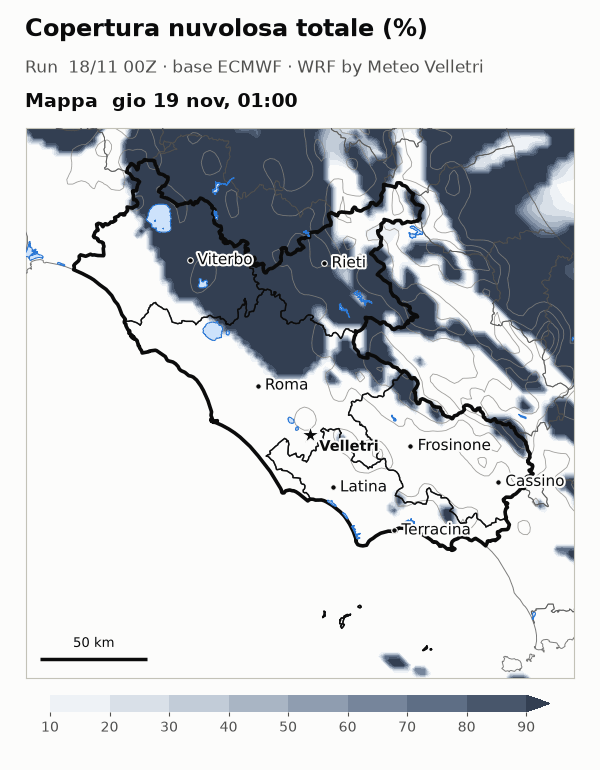 Copertura nuvolosa totale (%)
Run  18/11 00Z · base ECMWF · WRF by Meteo Velletri
Mappa  gio 19 nov, 01:00
Viterbo
Rieti
Roma
Velletri
Frosinone
Cassino
Latina
Terracina
50 km
10 20 30 40 50 60 70 80 90